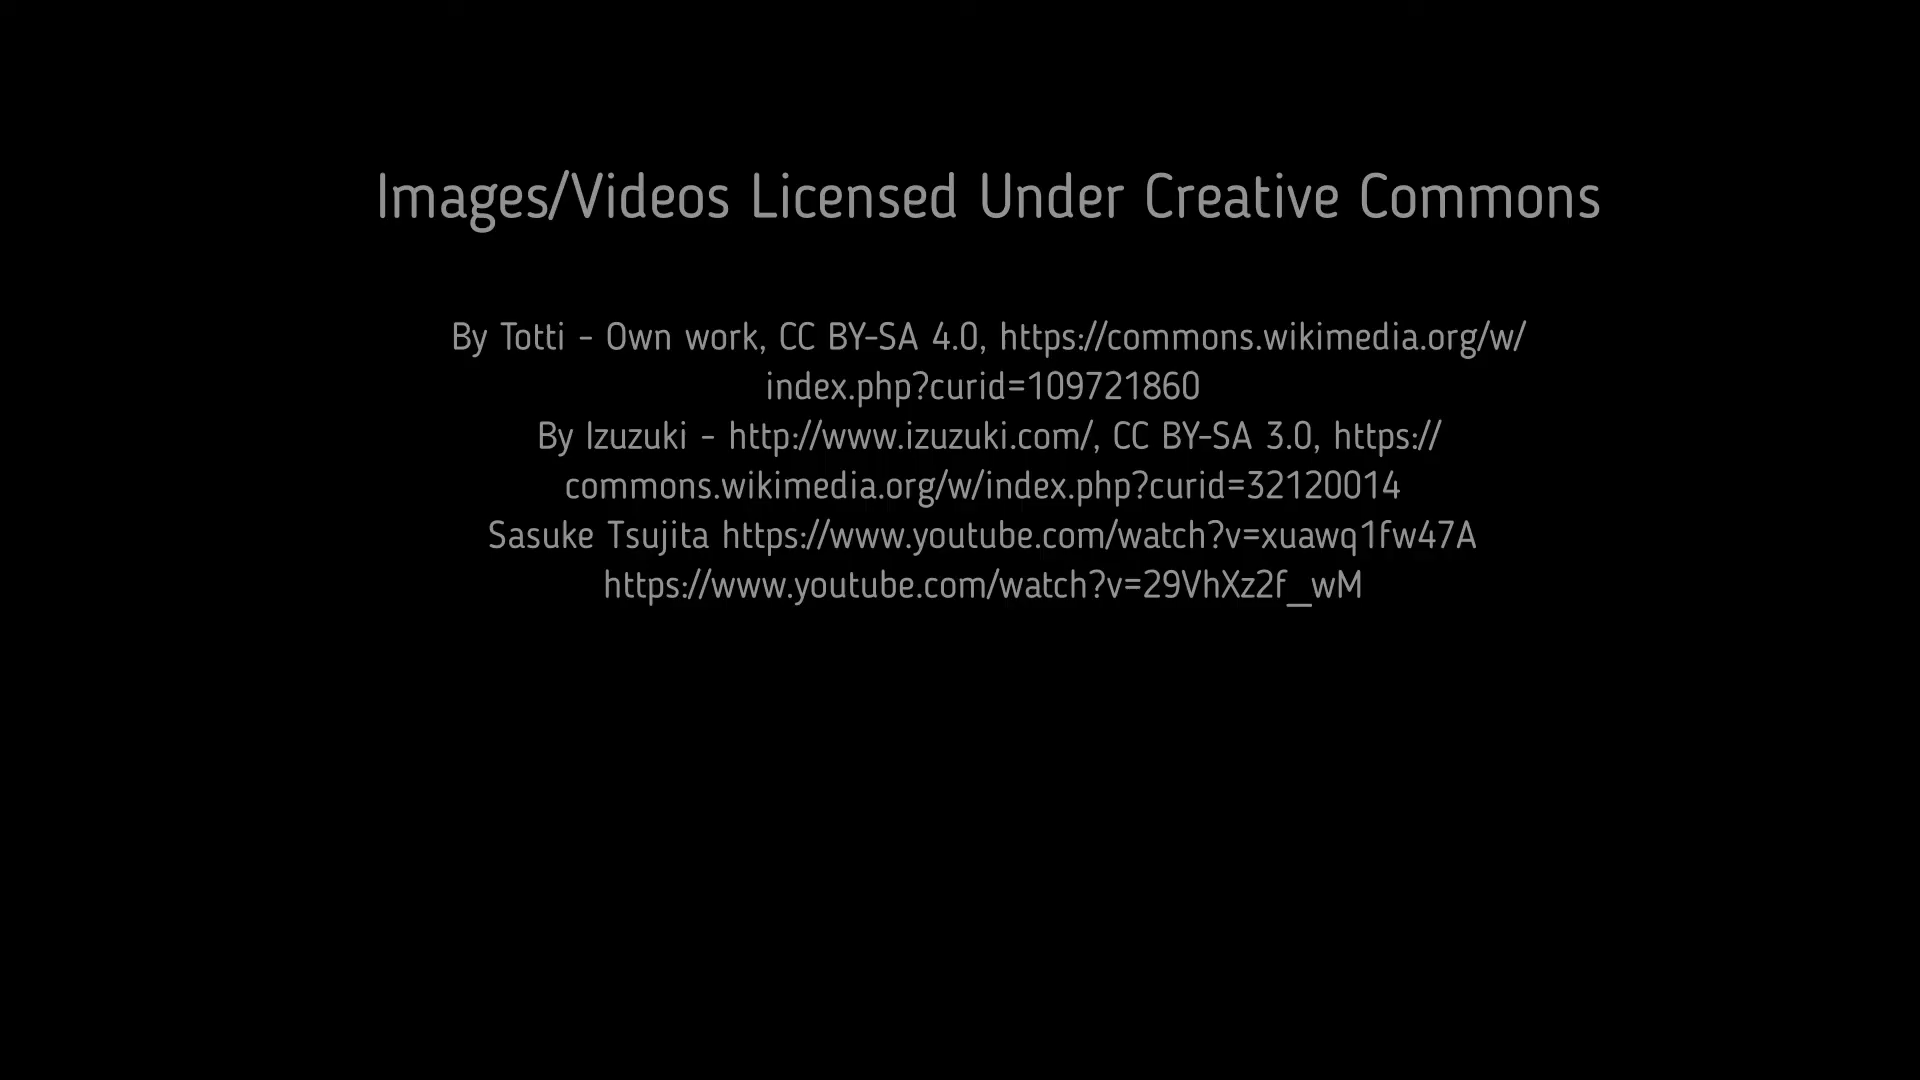 Images/Videos Licensed Under Creative Commons
By Totti - Own work, CC BY-SA 4.0, https://commons.wikimedia.org/w/
index.php?curid=109721860
By Izuzuki - http://www.izuzuki.com/, CC BY-SA 3.0, https://
commons.wikimedia.org/w/index.php?curid=32120014
Sasuke Tsujita https://www.youtube.com/watch?v=xuawq1fw47A
https://www.youtube.com/watch?v=29VhXz2f_wM